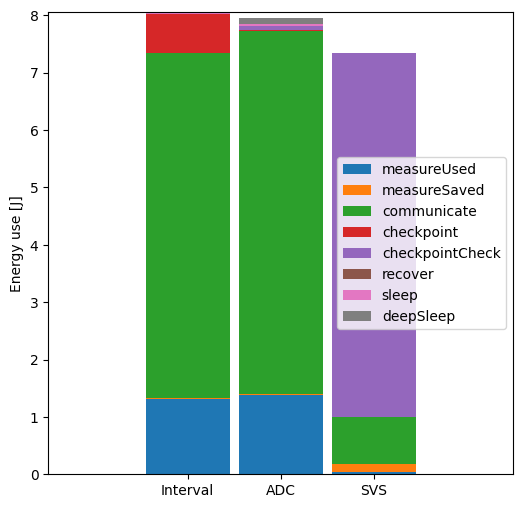 8
7
6
5
4
3
2
1
0
Energy use [J]
measureUsed
measureSaved
communicate
checkpoint
checkpointCheck
recover
sleep
deepSleep
Interval
ADC
SVS